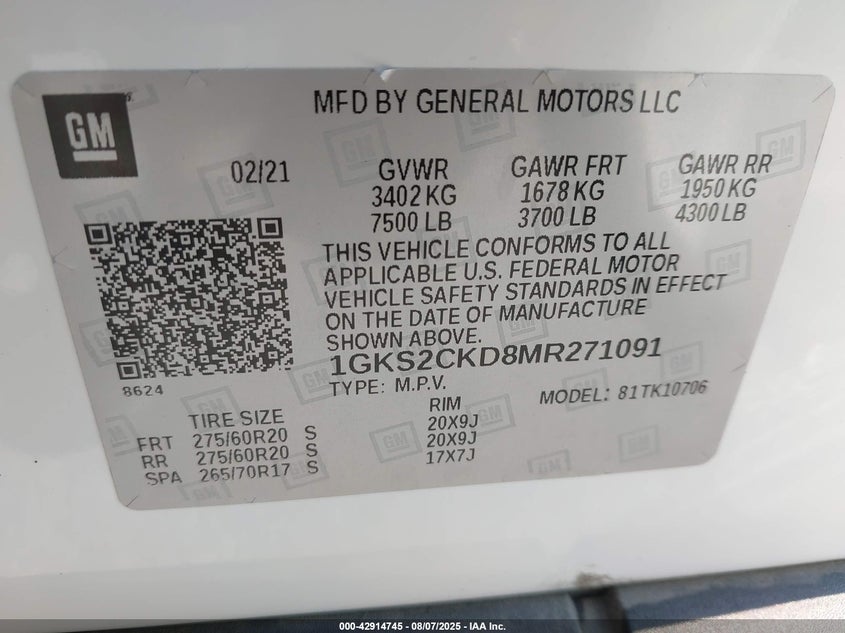 GM
MFD BY GENERAL MOTORS LLC
02/21
GVWR
3402 KG
7500 LB
GAWR FRT
1678 KG
3700 LB
GAWR RR
1950 KG
4300 LB
THIS VEHICLE CONFORMS TO ALL
APPLICABLE U.S. FEDERAL MOTOR
VEHICLE SAFETY STANDARDS IN EFFECT
ON THE DATE OF MANUFACTURE
SHOWN ABOVE.
1GKS2CKD8MR271091
TYPE: M.P.V.
MODEL: 81TK10706
8624
TIRE SIZE RIM
FRT 275/60R20 S 20X9J
RR 275/60R20 S 20X9J
SPA 265/70R17 S 17X7J
000-42914745 - 08/07/2025 - IAA Inc.